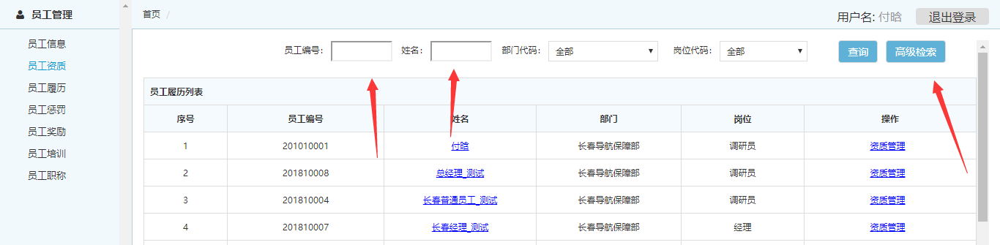 员工管理
员工信息
员工资质
员工履历
员工惩罚
员工奖励
员工培训
员工职称
首页 /
用户名: 付晗 退出登录
员工编号： 姓名： 部门代码： 全部 岗位代码： 全部 查询 高级检索
员工履历列表
序号 员工编号 姓名 部门 岗位 操作
1 201010001 付晗 长春导航保障部 调研员 资质管理
2 201810008 总经理_测试 长春导航保障部 调研员 资质管理
3 201810004 长春普通员工_测试 长春导航保障部 调研员 资质管理
4 201810007 长春经理_测试 长春导航保障部 经理 资质管理